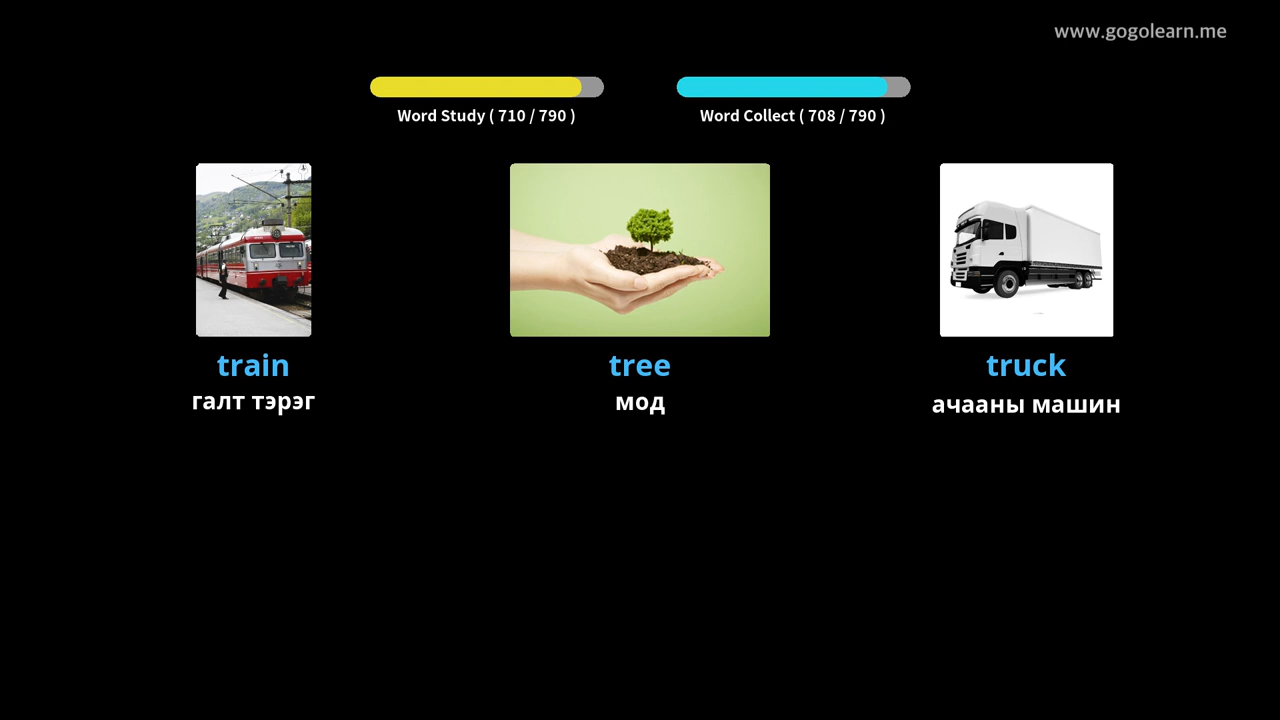 www.gogolearn.me
Word Study ( 710 / 790 )
Word Collect ( 708 / 790 )
train
галт тэрэг
tree
мод
truck
ачааны машин